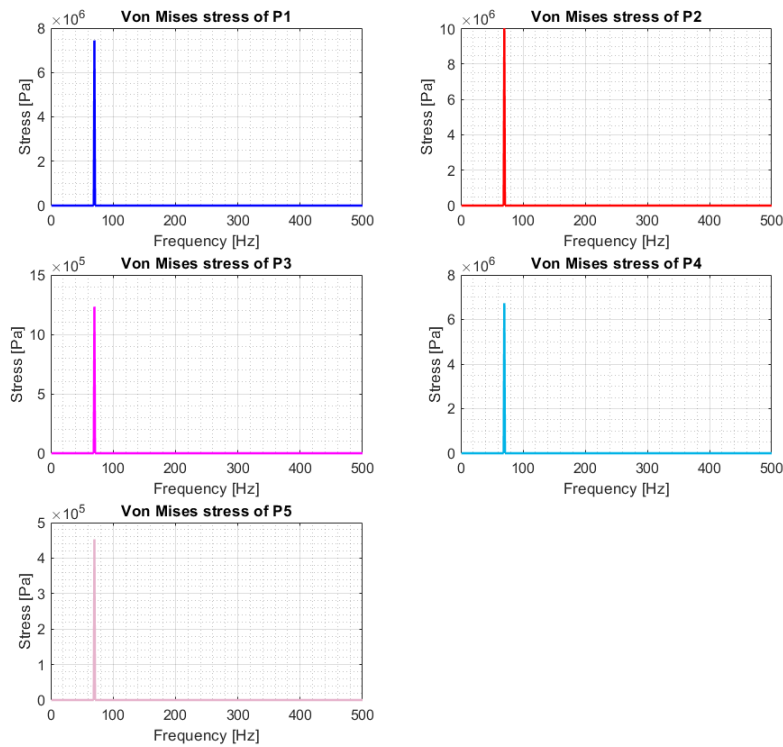 Von Mises stress of P1
×10^6
8
6
4
2
0
Stress [Pa]
0 100 200 300 400 500
Frequency [Hz]
Von Mises stress of P2
×10^6
10
8
6
4
2
0
Stress [Pa]
0 100 200 300 400 500
Frequency [Hz]
Von Mises stress of P3
×10^5
15
10
5
0
Stress [Pa]
0 100 200 300 400 500
Frequency [Hz]
Von Mises stress of P4
×10^6
8
6
4
2
0
Stress [Pa]
0 100 200 300 400 500
Frequency [Hz]
Von Mises stress of P5
×10^5
5
4
3
2
1
0
Stress [Pa]
0 100 200 300 400 500
Frequency [Hz]